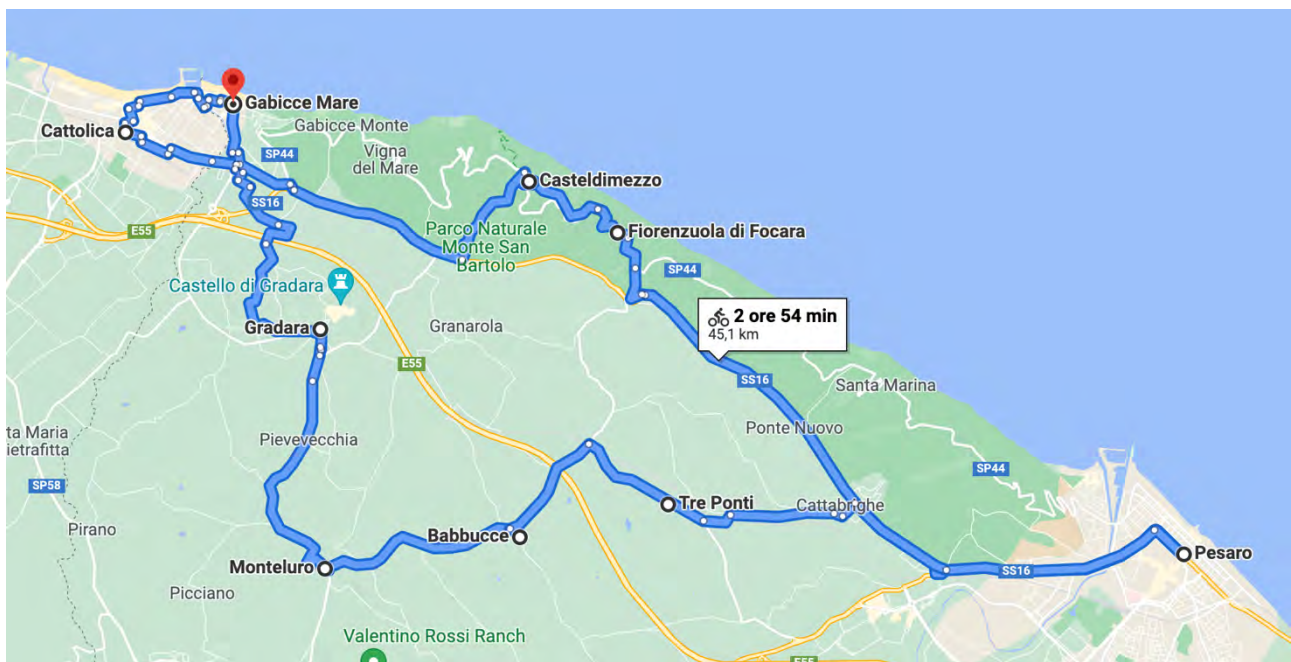 Gabicce Mare
Cattolica
Gabicce Monte
SP44
Vigna
del Mare
Casteldimezzo
SS16
E55
Parco Naturale
Monte San
Bartolo
Fiorenzuola di Focara
SP44
Castello di Gradara
2 ore 54 min
45,1 km
Gradara
Granarola
E55
SS16
Santa Marina
ta Maria
ietrafitta
Pievevecchia
Ponte Nuovo
SP44
SP58
Tre Ponti
Cattabrighe
Pirano
Babbucce
Pesaro
Monteluro
SS16
Picciano
Valentino Rossi Ranch
E55